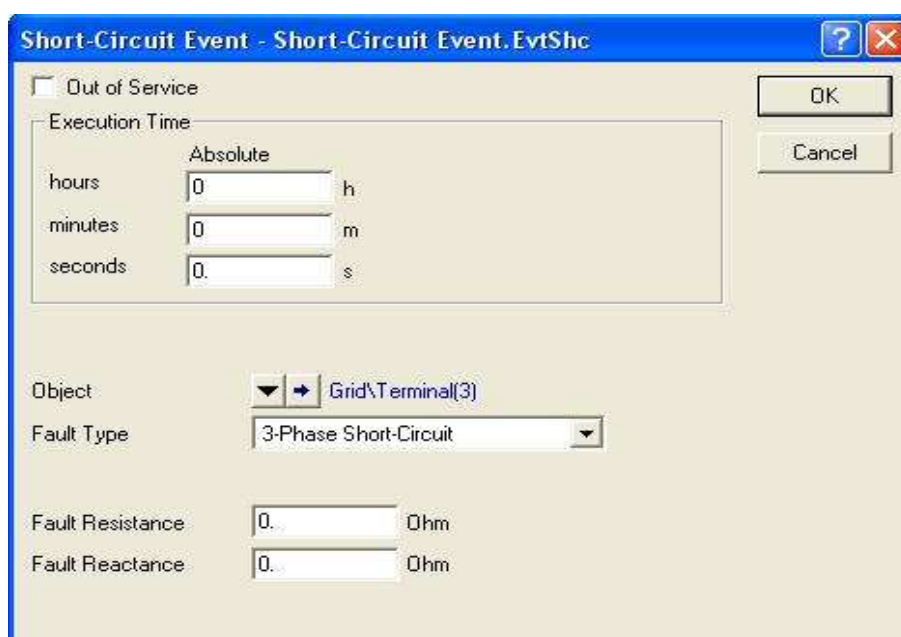 Short-Circuit Event - Short-Circuit Event.EvtShc
Out of Service
OK
Execution Time
Cancel
Absolute
hours 0 h
minutes 0 m
seconds 0. s
Object Grid\Terminal(3)
Fault Type 3-Phase Short-Circuit
Fault Resistance 0. Ohm
Fault Reactance 0. Ohm